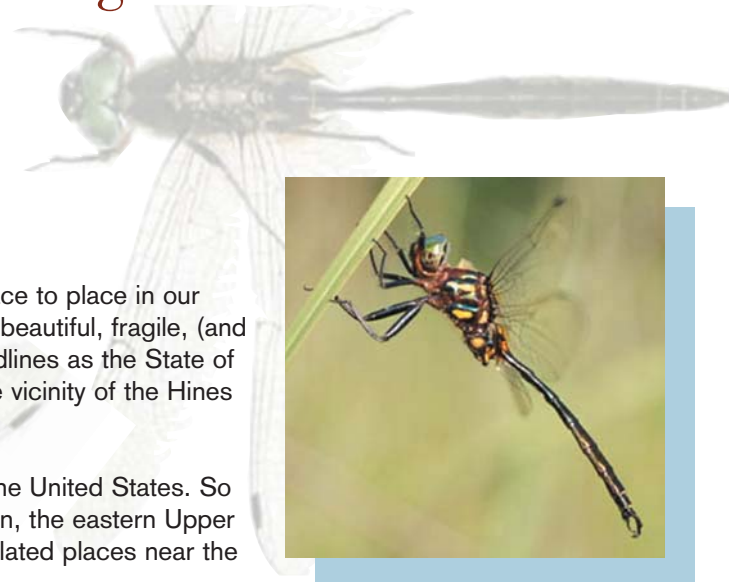 g
ce to place in our
beautiful, fragile, (and
dlines as the State of
e vicinity of the Hines
he United States. So
n, the eastern Upper
lated places near the